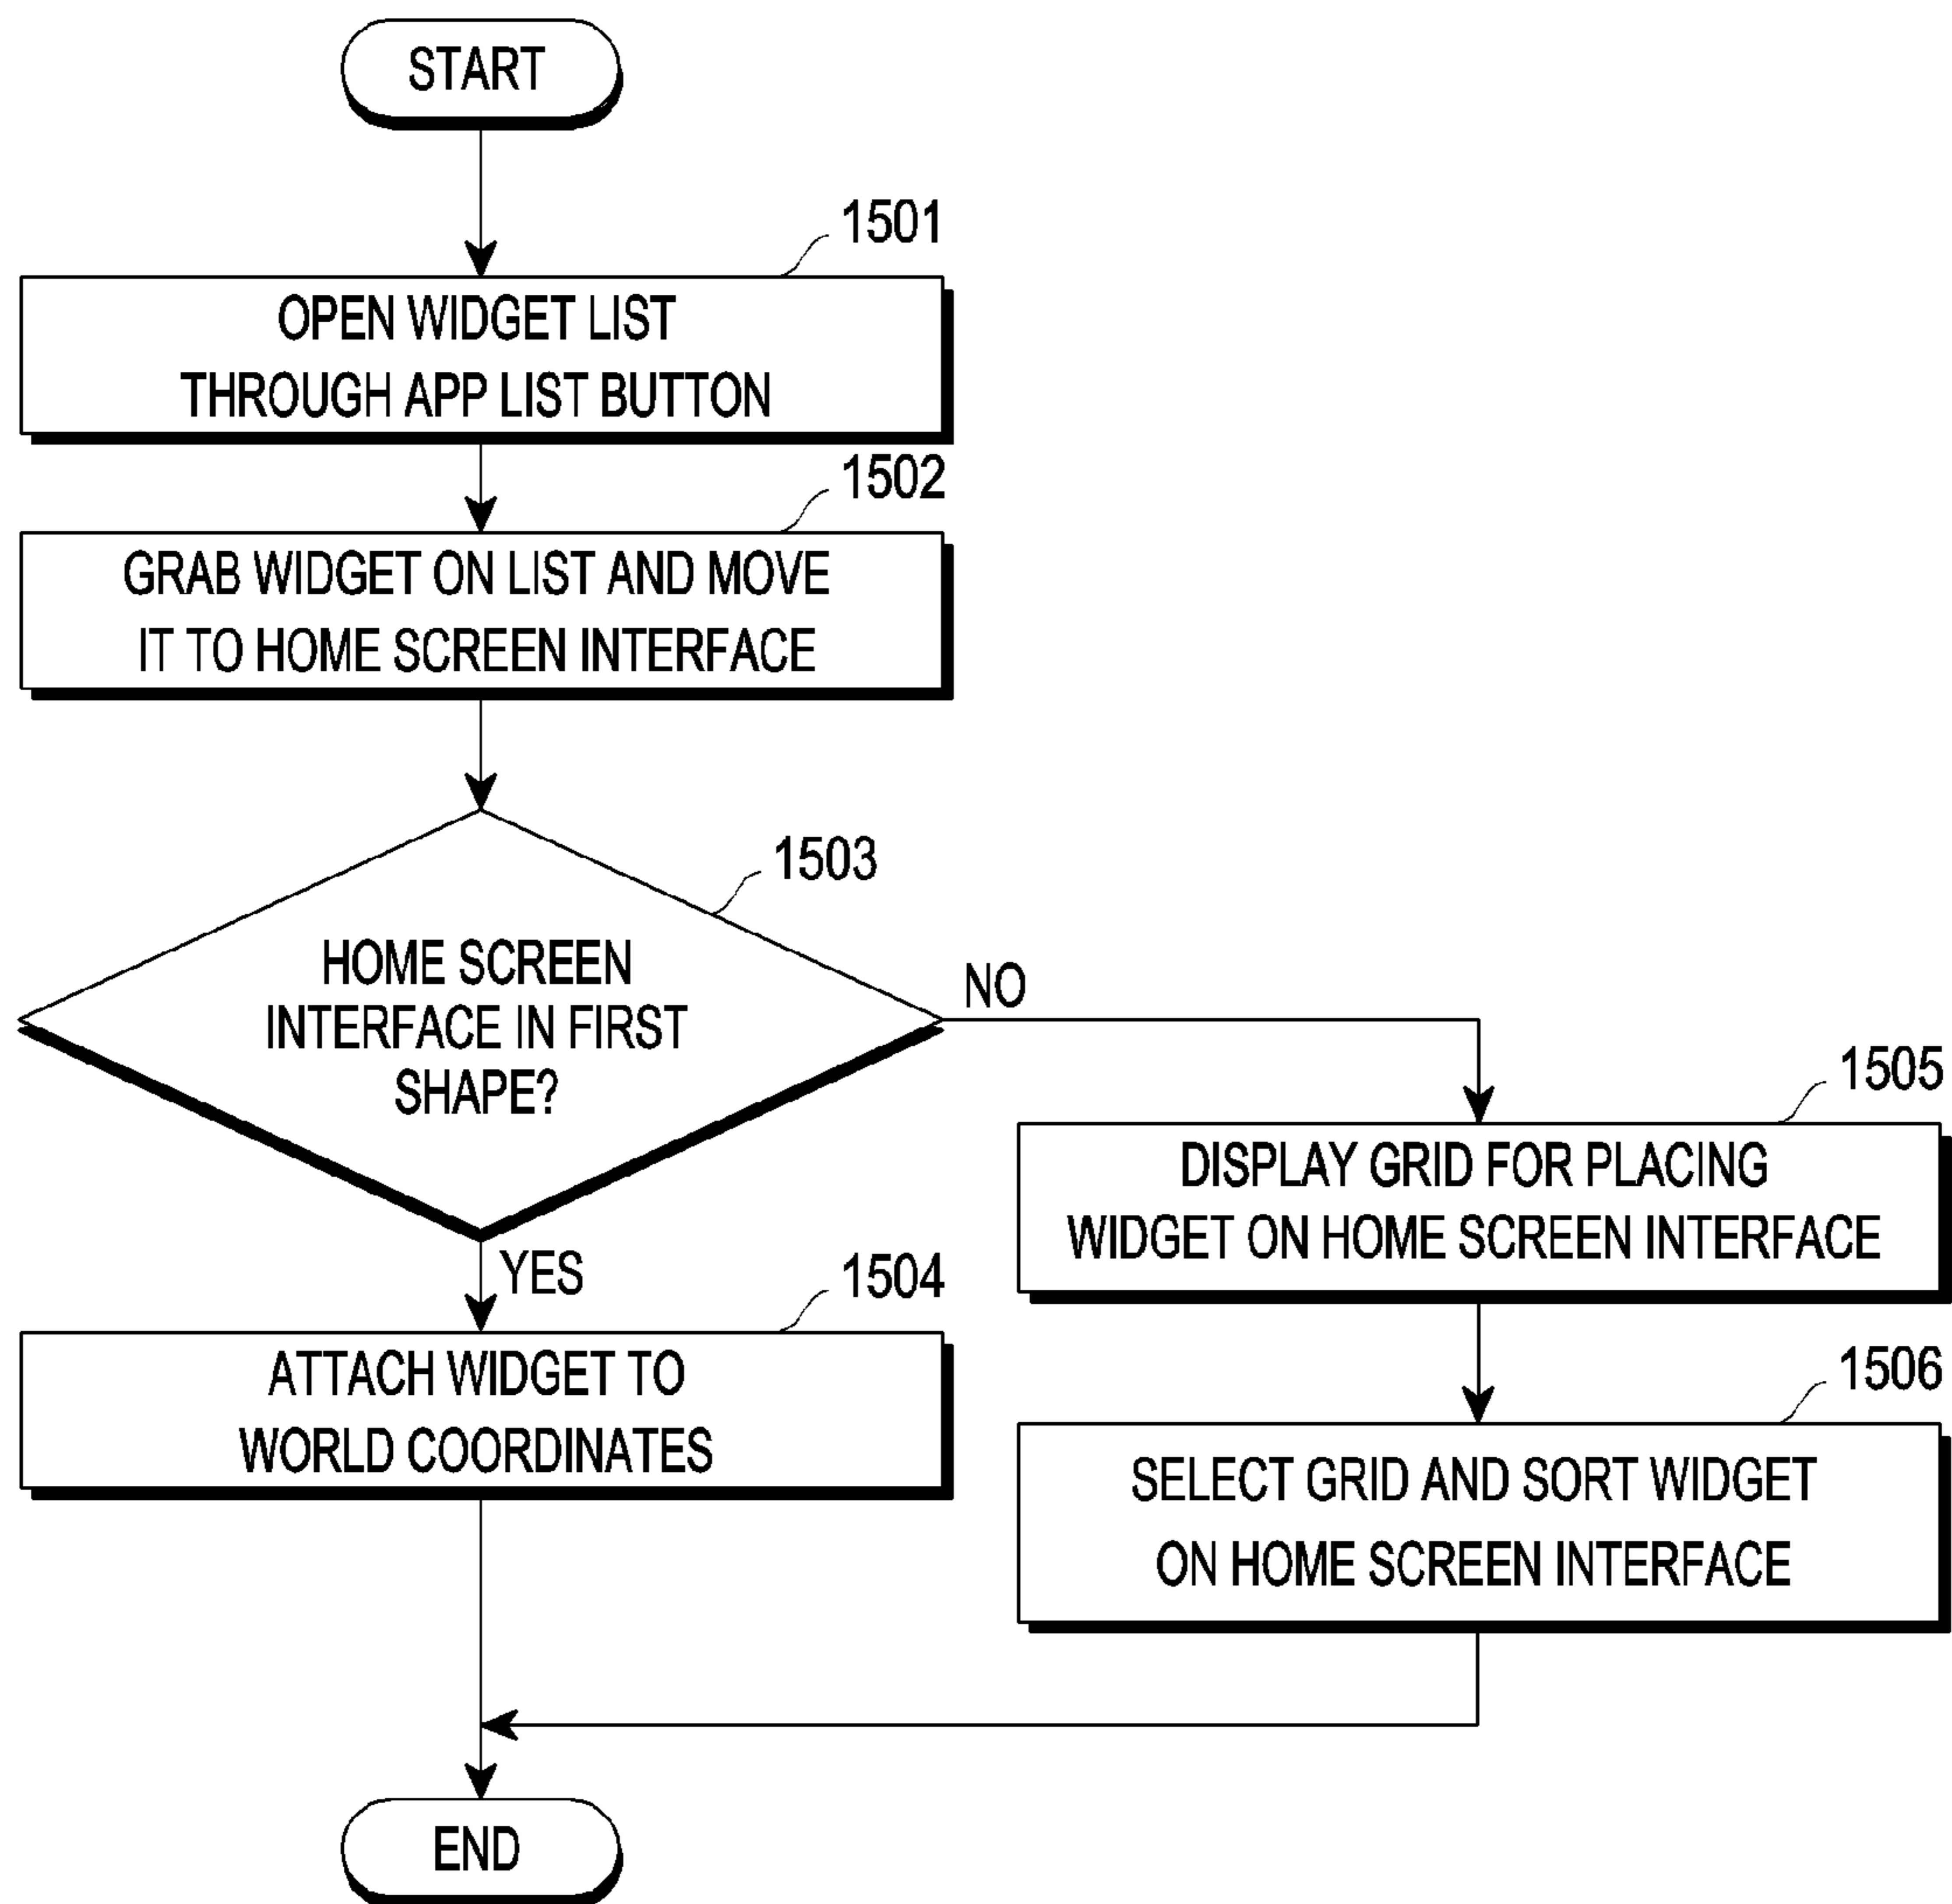 START
1501
OPEN WIDGET LIST
THROUGH APP LIST BUTTON
1502
GRAB WIDGET ON LIST AND MOVE
IT TO HOME SCREEN INTERFACE
1503
HOME SCREEN
INTERFACE IN FIRST
SHAPE?
NO
YES
1504
ATTACH WIDGET TO
WORLD COORDINATES
1505
DISPLAY GRID FOR PLACING
WIDGET ON HOME SCREEN INTERFACE
1506
SELECT GRID AND SORT WIDGET
ON HOME SCREEN INTERFACE
END